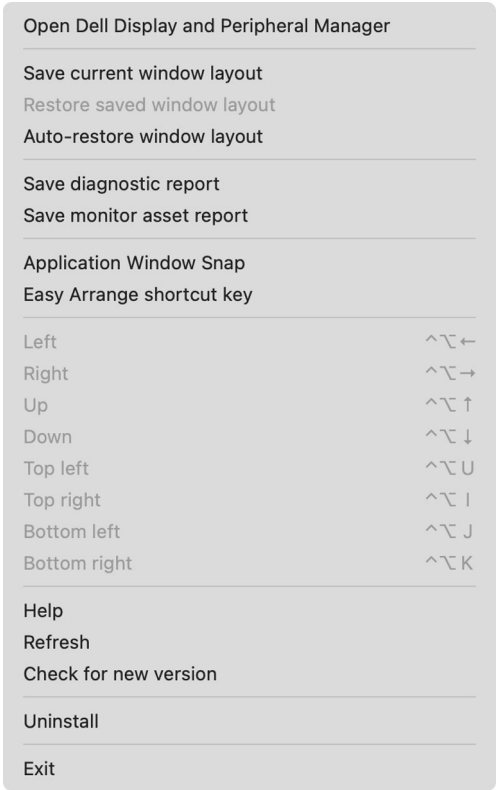 Open Dell Display and Peripheral Manager
Save current window layout
Restore saved window layout
Auto-restore window layout
Save diagnostic report
Save monitor asset report
Application Window Snap
Easy Arrange shortcut key
Left ^⌥←
Right ^⌥→
Up ^⌥↑
Down ^⌥↓
Top left ^⌥U
Top right ^⌥I
Bottom left ^⌥J
Bottom right ^⌥K
Help
Refresh
Check for new version
Uninstall
Exit